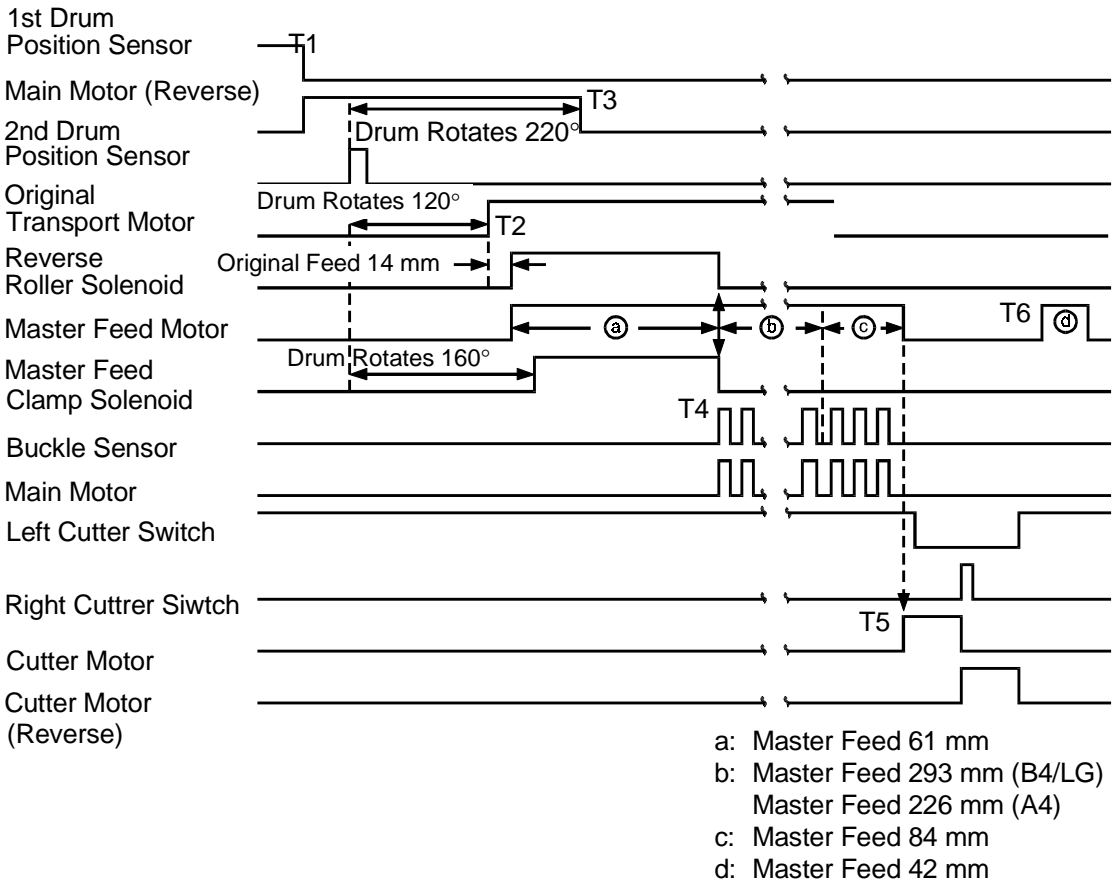 1st Drum
Position Sensor
T1
Main Motor (Reverse)
T3
2nd Drum
Position Sensor
Drum Rotates 220°
Original
Transport Motor
Drum Rotates 120°
T2
Reverse
Roller Solenoid
Original Feed 14 mm
Master Feed Motor
a
b
c
T6
d
Master Feed
Clamp Solenoid
Drum Rotates 160°
T4
Buckle Sensor
Main Motor
Left Cutter Switch
Right Cuttrer Siwtch
T5
Cutter Motor
Cutter Motor
(Reverse)
a: Master Feed 61 mm
b: Master Feed 293 mm (B4/LG)
Master Feed 226 mm (A4)
c: Master Feed 84 mm
d: Master Feed 42 mm